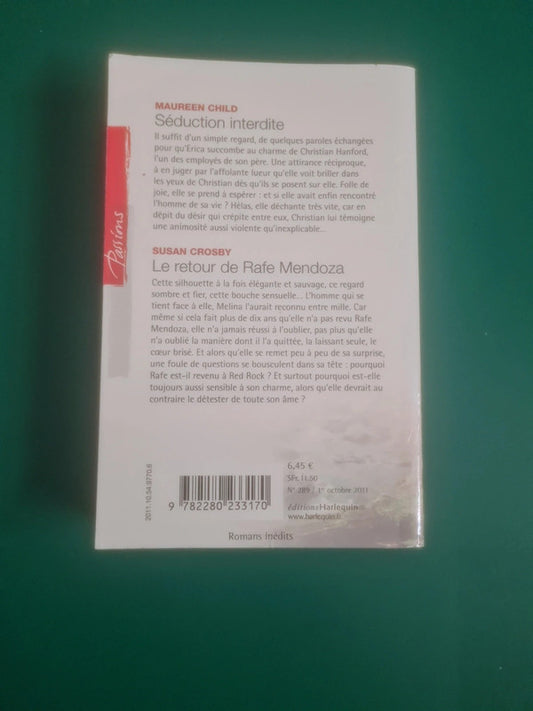 MAUREEN CHILD
Séduction interdite
Il suffit d'un simple regard, de quelques paroles échangées
pour qu'Erica succombe au charme de Christian Hanford,
l'un des employés de son père. Une attirance réciproque,
à en juger par l'affolante lueur qu'elle voit briller dans
les yeux de Christian dès qu'ils se posent sur elle. Folle de
joie, elle se prend à espérer : et si elle avait enfin rencontré
l'homme de sa vie ? Hélas, elle déchante très vite, car en
dépit du désir qui crépite entre eux, Christian lui témoigne
une animosité aussi violente qu'inexplicable...
Passions
SUSAN CROSBY
Le retour de Rafe Mendoza
Cette silhouette à la fois élégante et sauvage, ce regard
sombre et fier, cette bouche sensuelle... L'homme qui se
tient face à elle, Melina l'aurait reconnu entre mille. Car
même si cela fait plus de dix ans qu'elle n'a pas revu Rafe
Mendoza, elle n'a jamais réussi à l'oublier, pas plus qu'elle
n'a oublié la manière dont il l'a quittée, la laissant seule, le
cœur brisé. Et alors qu'elle se remet peu à peu de sa surprise,
une foule de questions se bousculent dans sa tête : pourquoi
Rafe est-il revenu à Red Rock ? Et surtout pourquoi est-elle
toujours aussi sensible à son charme, alors qu'elle devrait au
contraire le détester de toute son âme ?
2011.10.54.9770.6
9 782280 233170
6,45 €
SFr. 11.50
N° 289 / 1er octobre 2011
éditions Harlequin
www.harlequin.fr
Romans Inédits